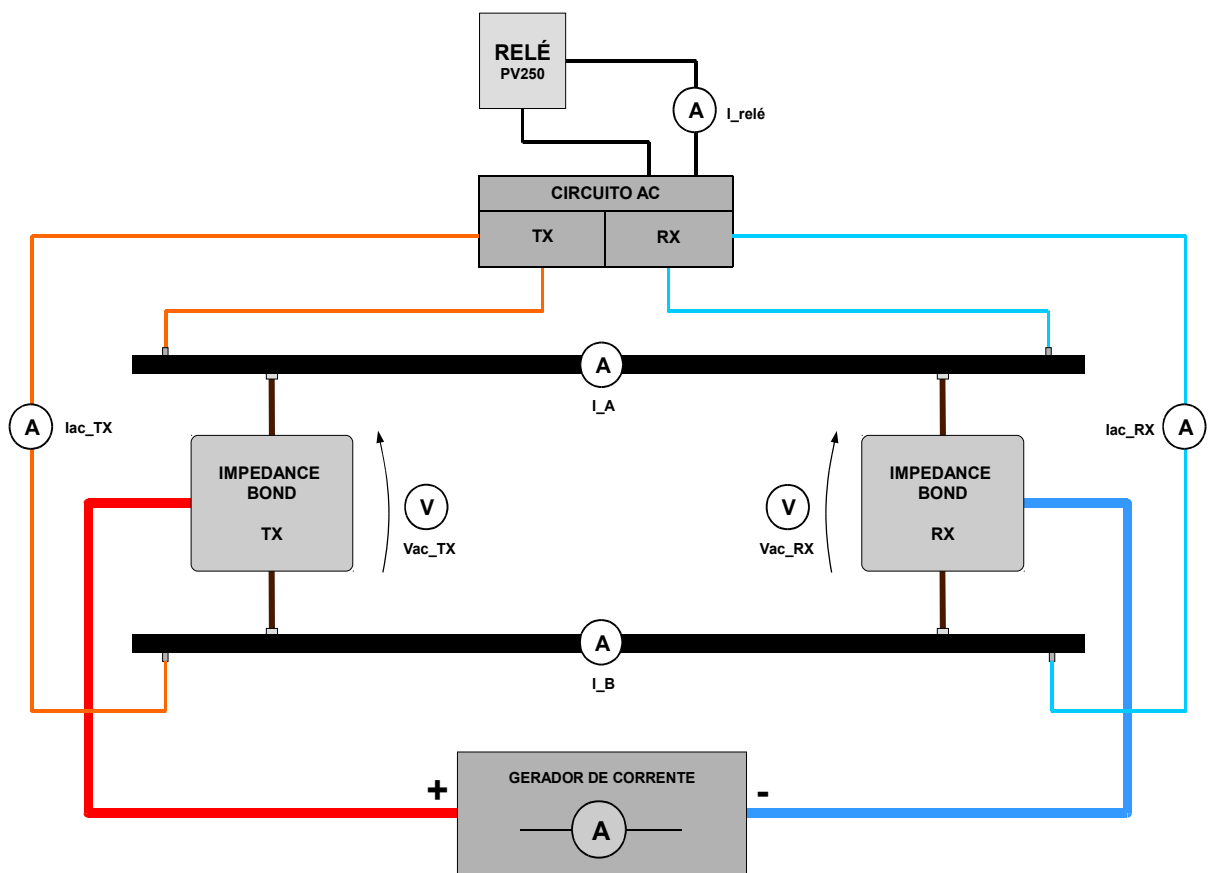 RELÉ
PV250
A
I_relé
CIRCUITO AC
TX
RX
A
I_A
A
Iac_TX
Iac_RX
A
IMPEDANCE
BOND
TX
V
Vac_TX
V
Vac_RX
IMPEDANCE
BOND
RX
A
I_B
+
GERADOR DE CORRENTE
-
A